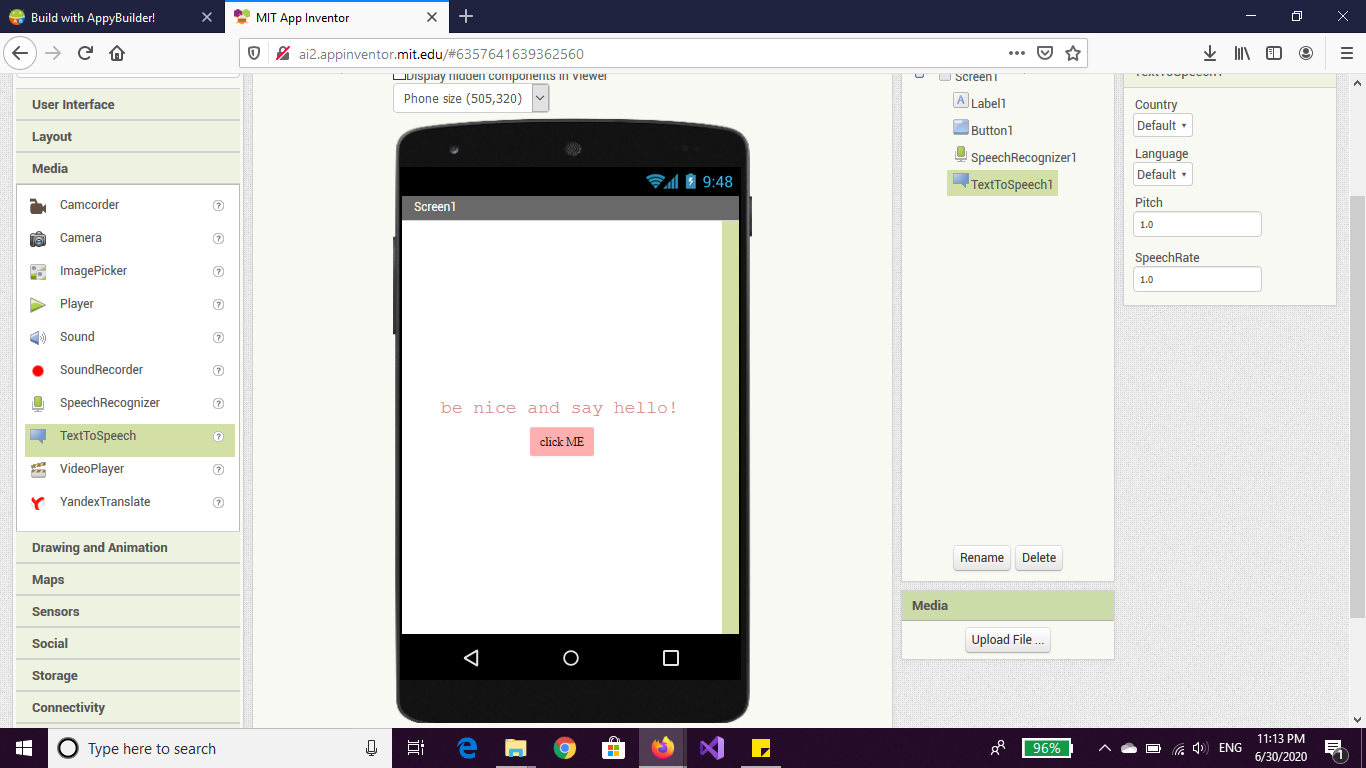 Build with AppyBuilder!
MIT App Inventor
ai2.appinventor.mit.edu/#6357641639362560
Display hidden components in Viewer
Phone size (505,320)
User Interface
Layout
Media
Camcorder
Camera
ImagePicker
Player
Sound
SoundRecorder
SpeechRecognizer
TextToSpeech
VideoPlayer
YandexTranslate
Drawing and Animation
Maps
Sensors
Social
Storage
Connectivity
9:48
Screen1
be nice and say hello!
click ME
Screen1
Label1
Button1
SpeechRecognizer1
TextToSpeech1
Rename
Delete
Media
Upload File ...
TextToSpeech1
Country
Default
Language
Default
Pitch
1.0
SpeechRate
1.0
Type here to search
96%
ENG
11:13 PM
6/30/2020
1